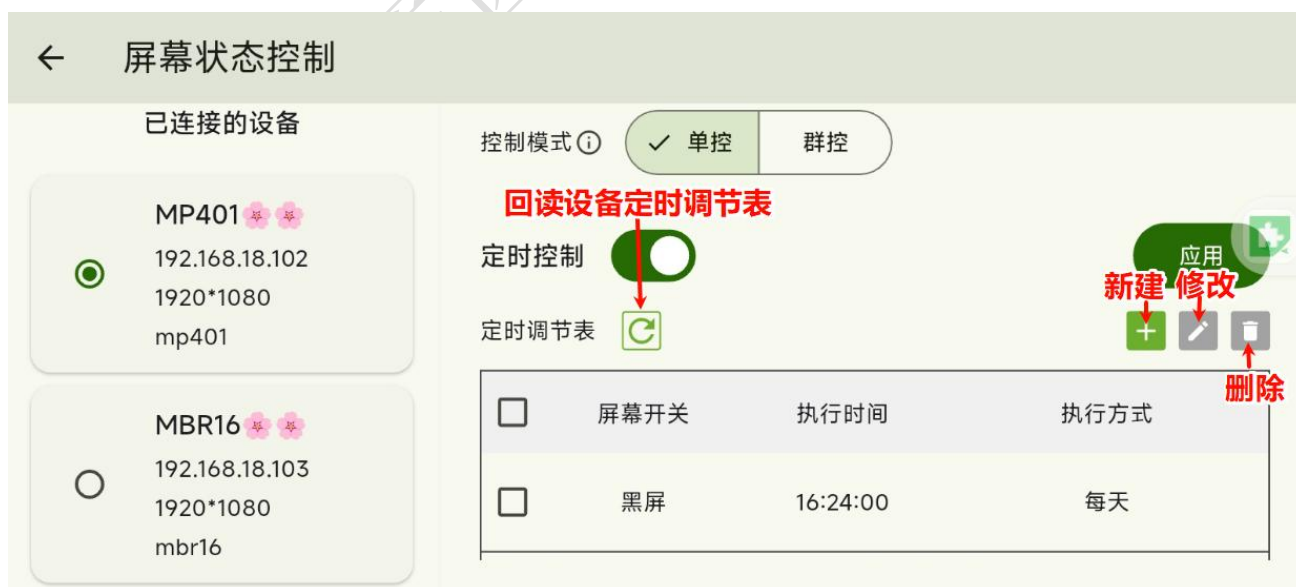 屏幕状态控制
已连接的设备
MP401🌸🌸
192.168.18.102
1920*1080
mp401
MBR16🌸🌸
192.168.18.103
1920*1080
mbr16
控制模式 单控 群控
回读设备定时调节表
定时控制 应用
新建 修改
定时调节表
删除
屏幕开关 执行时间 执行方式
黑屏 16:24:00 每天